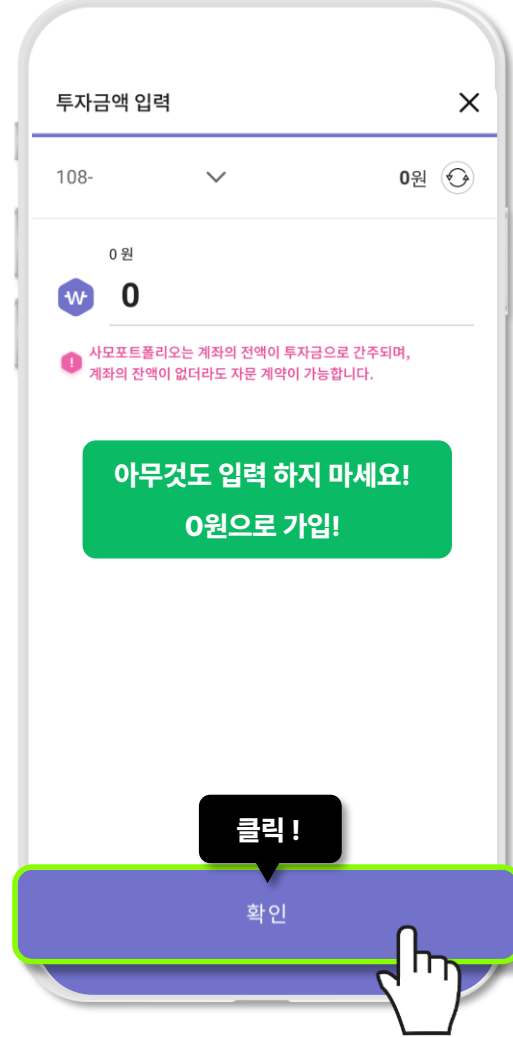 투자금액 입력
108-
0원
0 원
0
사모포트폴리오는 계좌의 전액이 투자금으로 간주되며,
계좌의 잔액이 없더라도 자문 계약이 가능합니다.
아무것도 입력 하지 마세요!
0원으로 가입!
클릭 !
확인